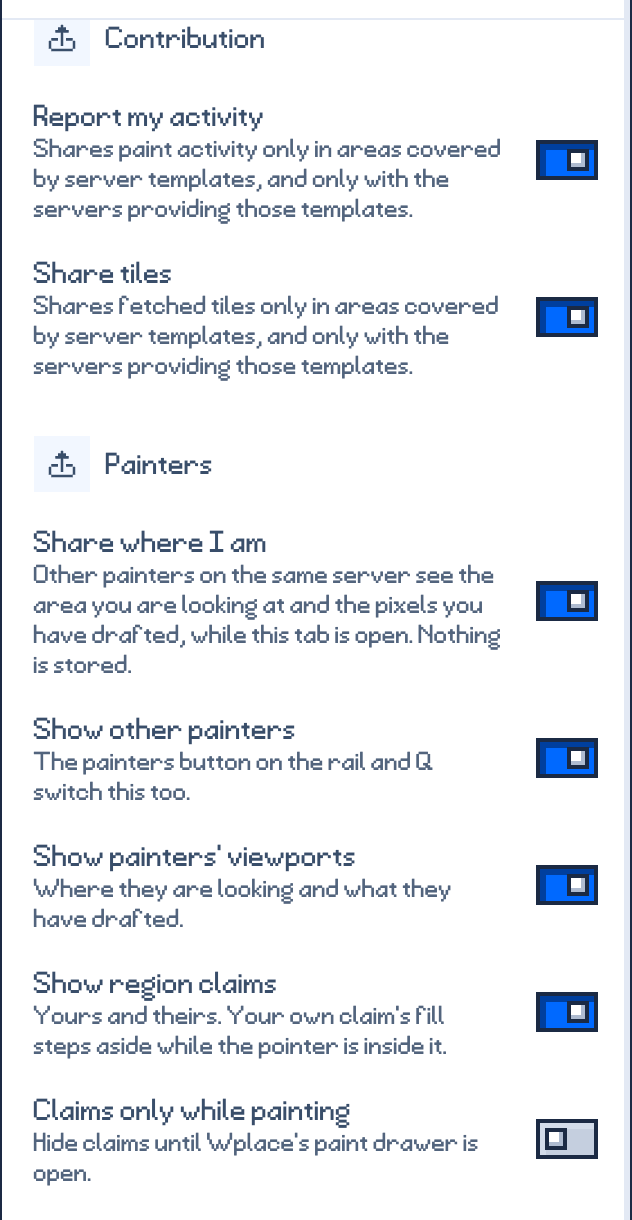 Contribution
Report my activity
Shares paint activity only in areas covered
by server templates, and only with the
servers providing those templates.
Share tiles
Shares fetched tiles only in areas covered
by server templates, and only with the
servers providing those templates.
Painters
Share where I am
Other painters on the same server see the
area you are looking at and the pixels you
have drafted, while this tab is open. Nothing
is stored.
Show other painters
The painters button on the rail and Q
switch this too.
Show painters' viewports
Where they are looking and what they
have drafted.
Show region claims
Yours and theirs. Your own claim's fill
steps aside while the pointer is inside it.
Claims only while painting
Hide claims until Wplace's paint drawer is
open.